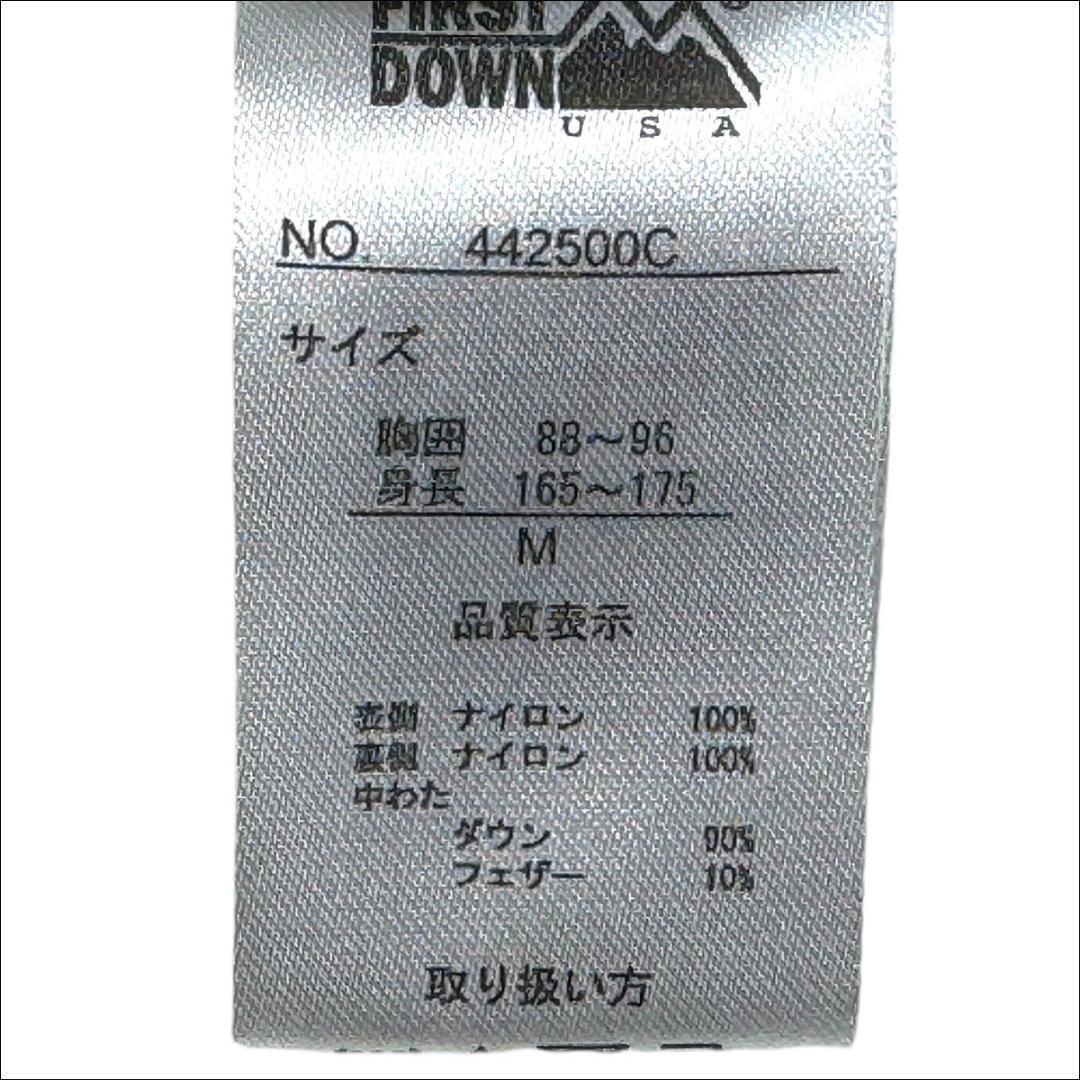 FIRST
DOWN
USA
NO. 442500C
サイズ
胸囲 88～96
身長 165～175
M
品質表示
表側 ナイロン 100%
裏側 ナイロン 100%
中わた
ダウン 90%
フェザー 10%
取り扱い方